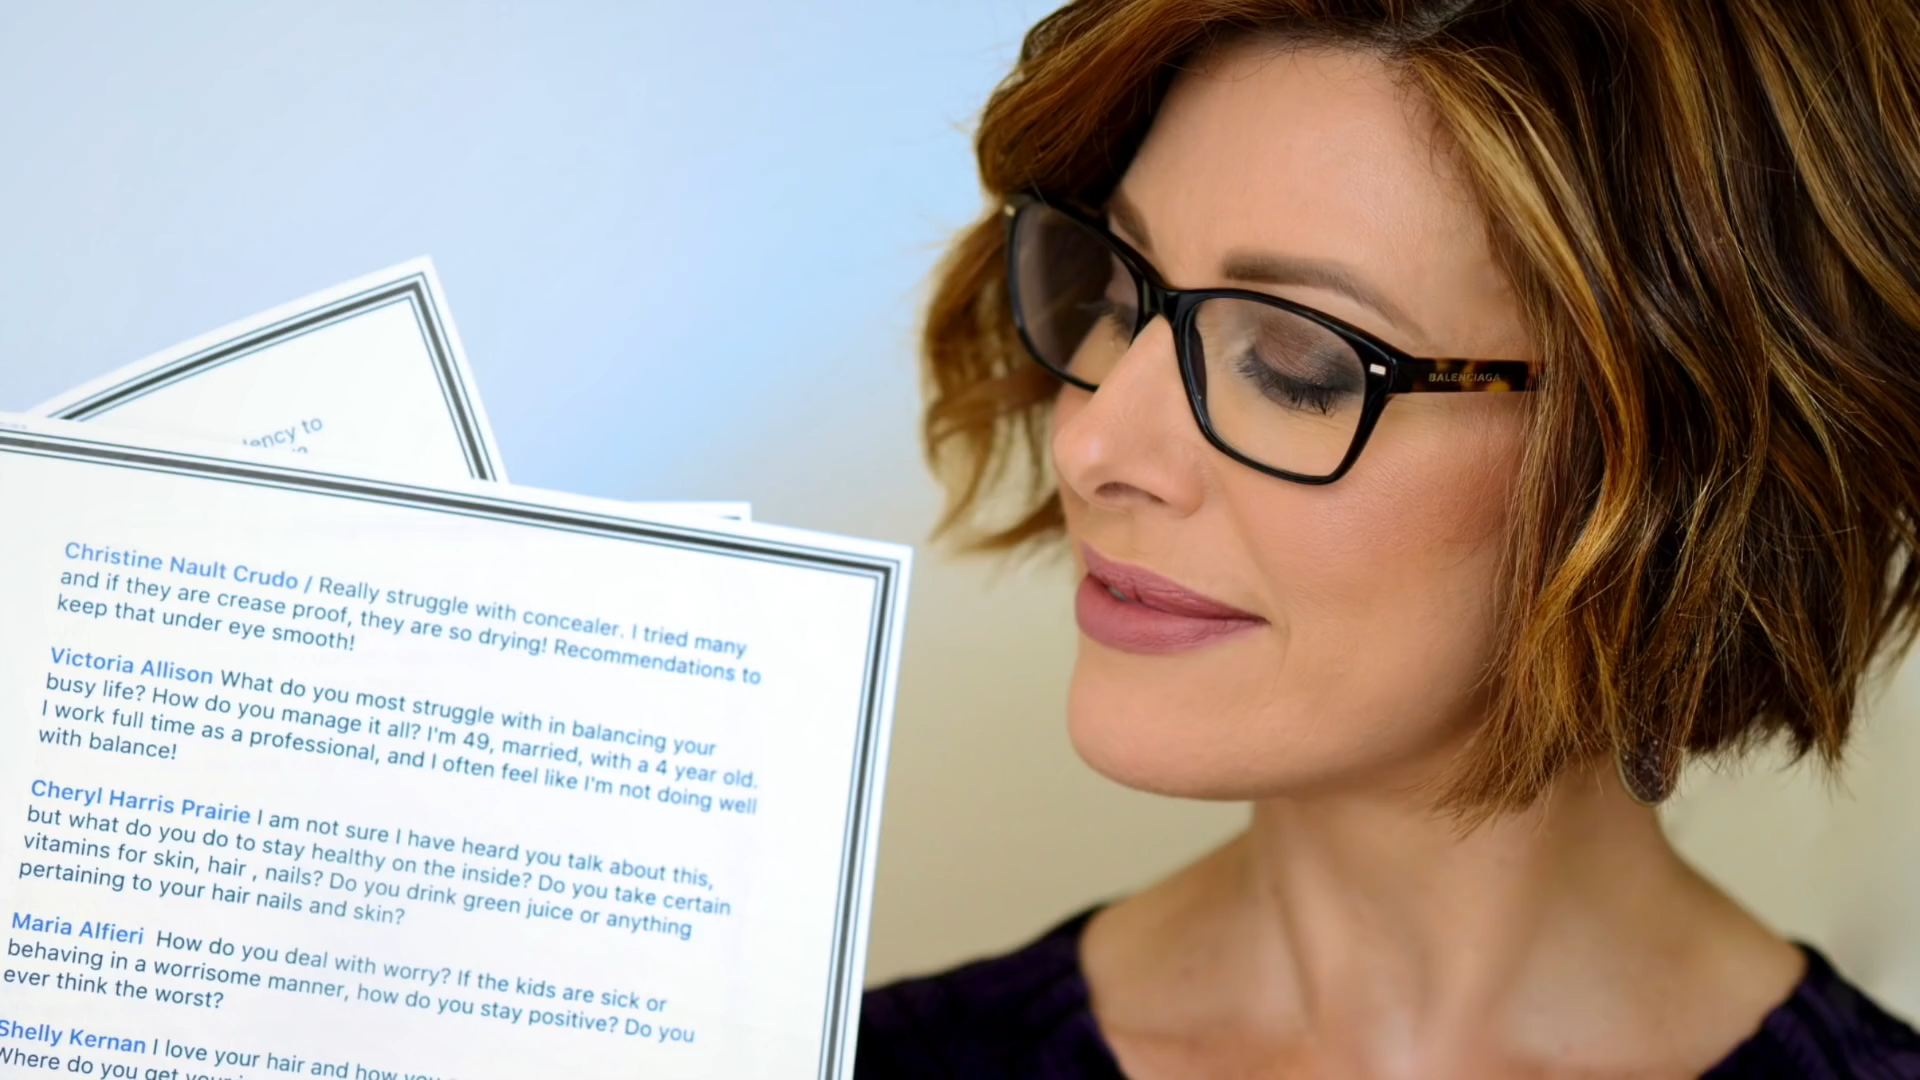 ency to
Christine Nault Crudo / Really struggle with concealer. I tried many
and if they are crease proof, they are so drying! Recommendations to
keep that under eye smooth!
Victoria Allison What do you most struggle with in balancing your
busy life? How do you manage it all? I'm 49, married, with a 4 year old.
I work full time as a professional, and I often feel like I'm not doing well
with balance!
Cheryl Harris Prairie I am not sure I have heard you talk about this,
but what do you do to stay healthy on the inside? Do you take certain
vitamins for skin, hair , nails? Do you drink green juice or anything
pertaining to your hair nails and skin?
Maria Alfieri How do you deal with worry? If the kids are sick or
behaving in a worrisome manner, how do you stay positive? Do you
ever think the worst?
Shelly Kernan I love your hair and how you
Where do you get your
BALENCIAGA